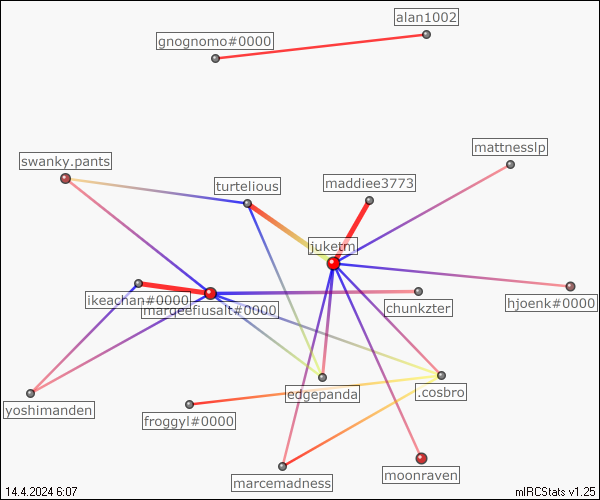 alan1002
gnognomo#0000
mattnesslp
swanky.pants
maddiee3773
turtelious
juketm
ikeachan#0000
margeefiusalt#0000
chunkzter
hjoenk#0000
edgepanda
.cosbro
yoshimanden
froggyl#0000
moonraven
marcemadness
14.4.2024 6:07
mIRCStats v1.25